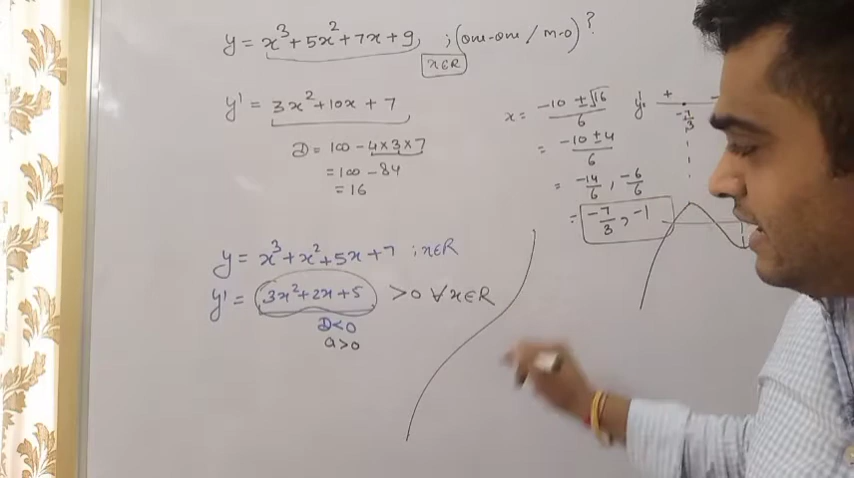 y = x³+5x²+7x+9, ; (one-one / m-o) ?
x∈R
y' = 3x²+10x+7
D = 100 - 4×3×7
= 100 - 84
= 16
x = (-10 ± √16)/6
= (-10 ± 4)/6
= -14/6 , -6/6
= -7/3 , -1
y' + -
-7/3
y = x³+x²+5x+7 ; x∈R
y' = 3x²+2x+5 >0 ∀x∈R
D<0
a>0